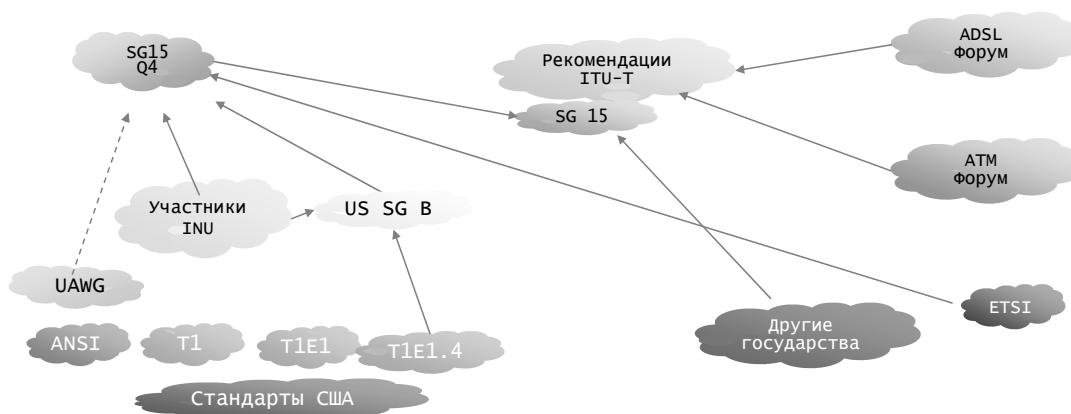 SG15
Q4
Рекомендации
ITU-T
SG 15
ADSL
Форум
ATM
Форум
Участники
INU
US SG B
UAWG
ETSI
ANSI
T1
T1E1
T1E1.4
Другие
государства
Стандарты США